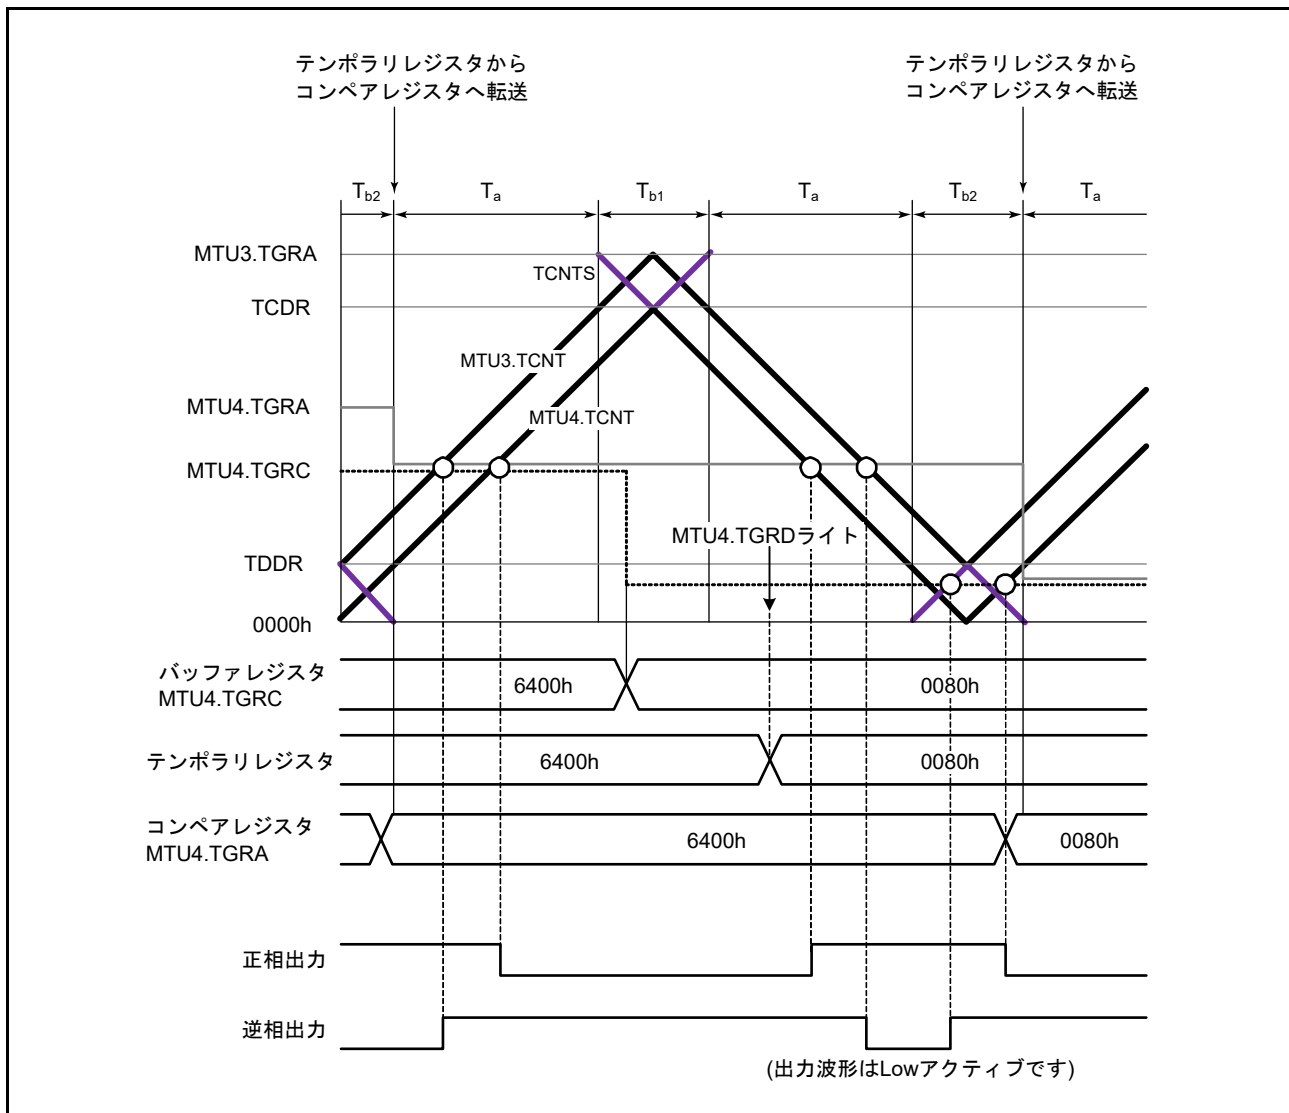 テンポラリレジスタから
コンペアレジスタへ転送
テンポラリレジスタから
コンペアレジスタへ転送
Tb2
Ta
Tb1
Ta
Tb2
Ta
MTU3.TGRA
TCNTS
TCDR
MTU3.TCNT
MTU4.TGRA
MTU4.TCNT
MTU4.TGRC
MTU4.TGRDライト
TDDR
0000h
バッファレジスタ
MTU4.TGRC
6400h
0080h
テンポラリレジスタ
6400h
0080h
コンペアレジスタ
MTU4.TGRA
6400h
0080h
正相出力
逆相出力
(出力波形はLowアクティブです)